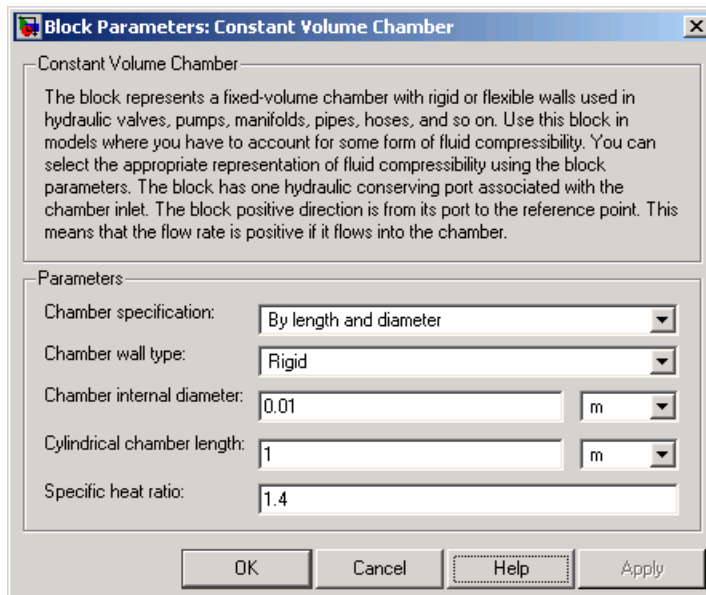 Block Parameters: Constant Volume Chamber
Constant Volume Chamber
The block represents a fixed-volume chamber with rigid or flexible walls used in
hydraulic valves, pumps, manifolds, pipes, hoses, and so on. Use this block in
models where you have to account for some form of fluid compressibility. You can
select the appropriate representation of fluid compressibility using the block
parameters. The block has one hydraulic conserving port associated with the
chamber inlet. The block positive direction is from its port to the reference point. This
means that the flow rate is positive if it flows into the chamber.
Parameters
Chamber specification: By length and diameter
Chamber wall type: Rigid
Chamber internal diameter: 0.01 m
Cylindrical chamber length: 1 m
Specific heat ratio: 1.4
OK Cancel Help Apply